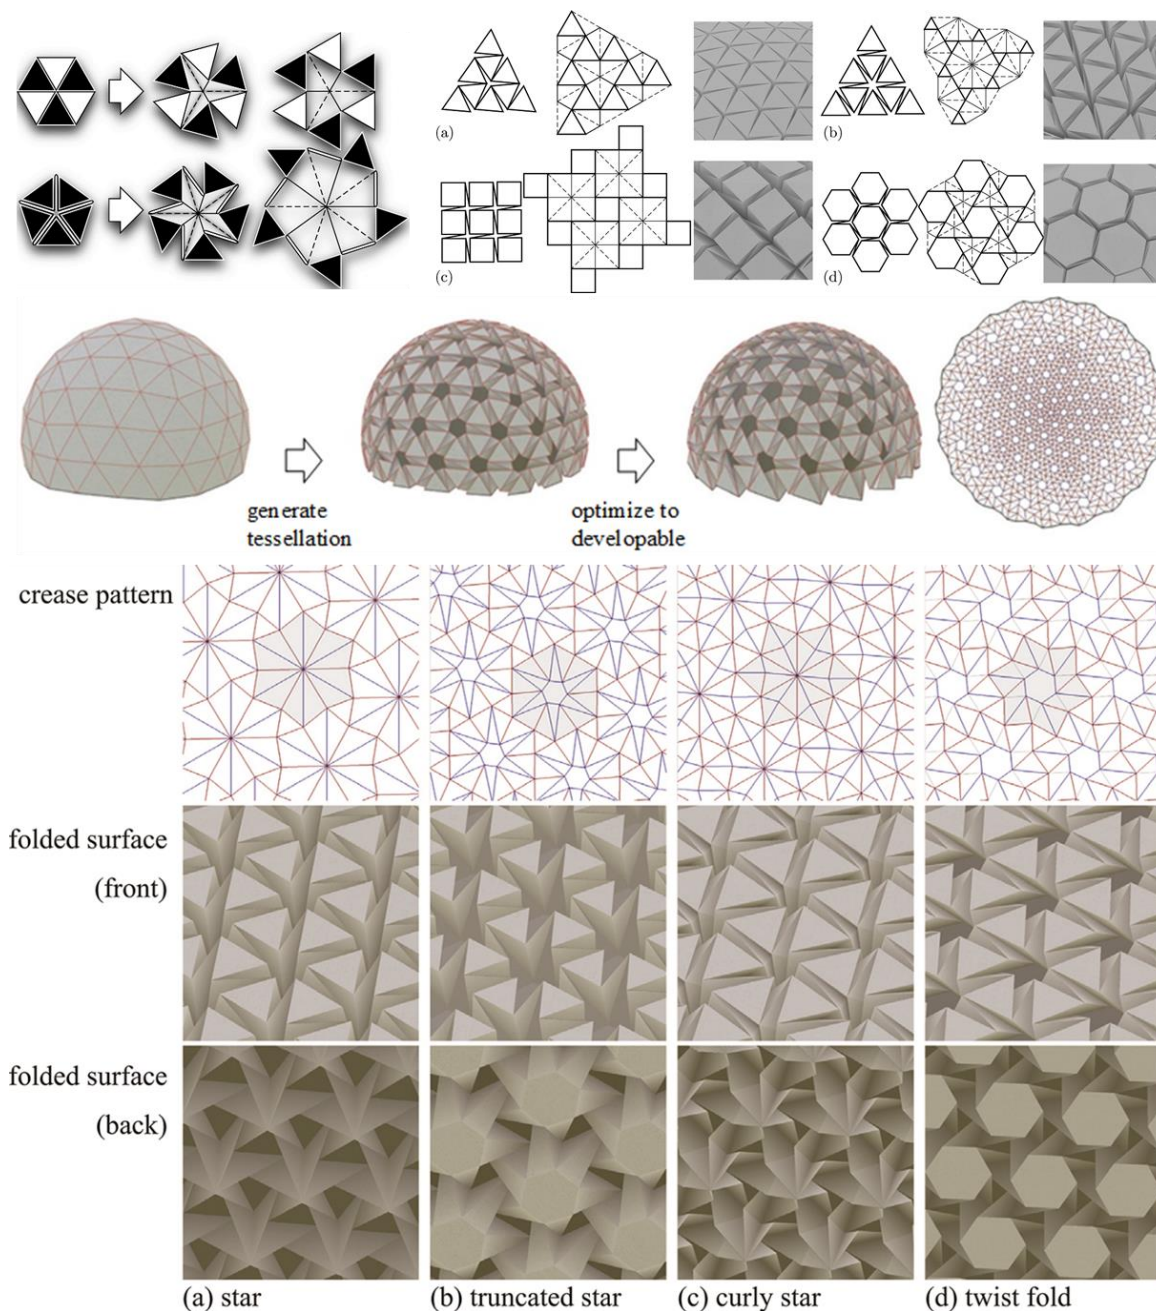 (a)
(b)
(c)
(d)
generate
tessellation
optimize to
developable
crease pattern
folded surface
(front)
folded surface
(back)
(a) star
(b) truncated star
(c) curly star
(d) twist fold